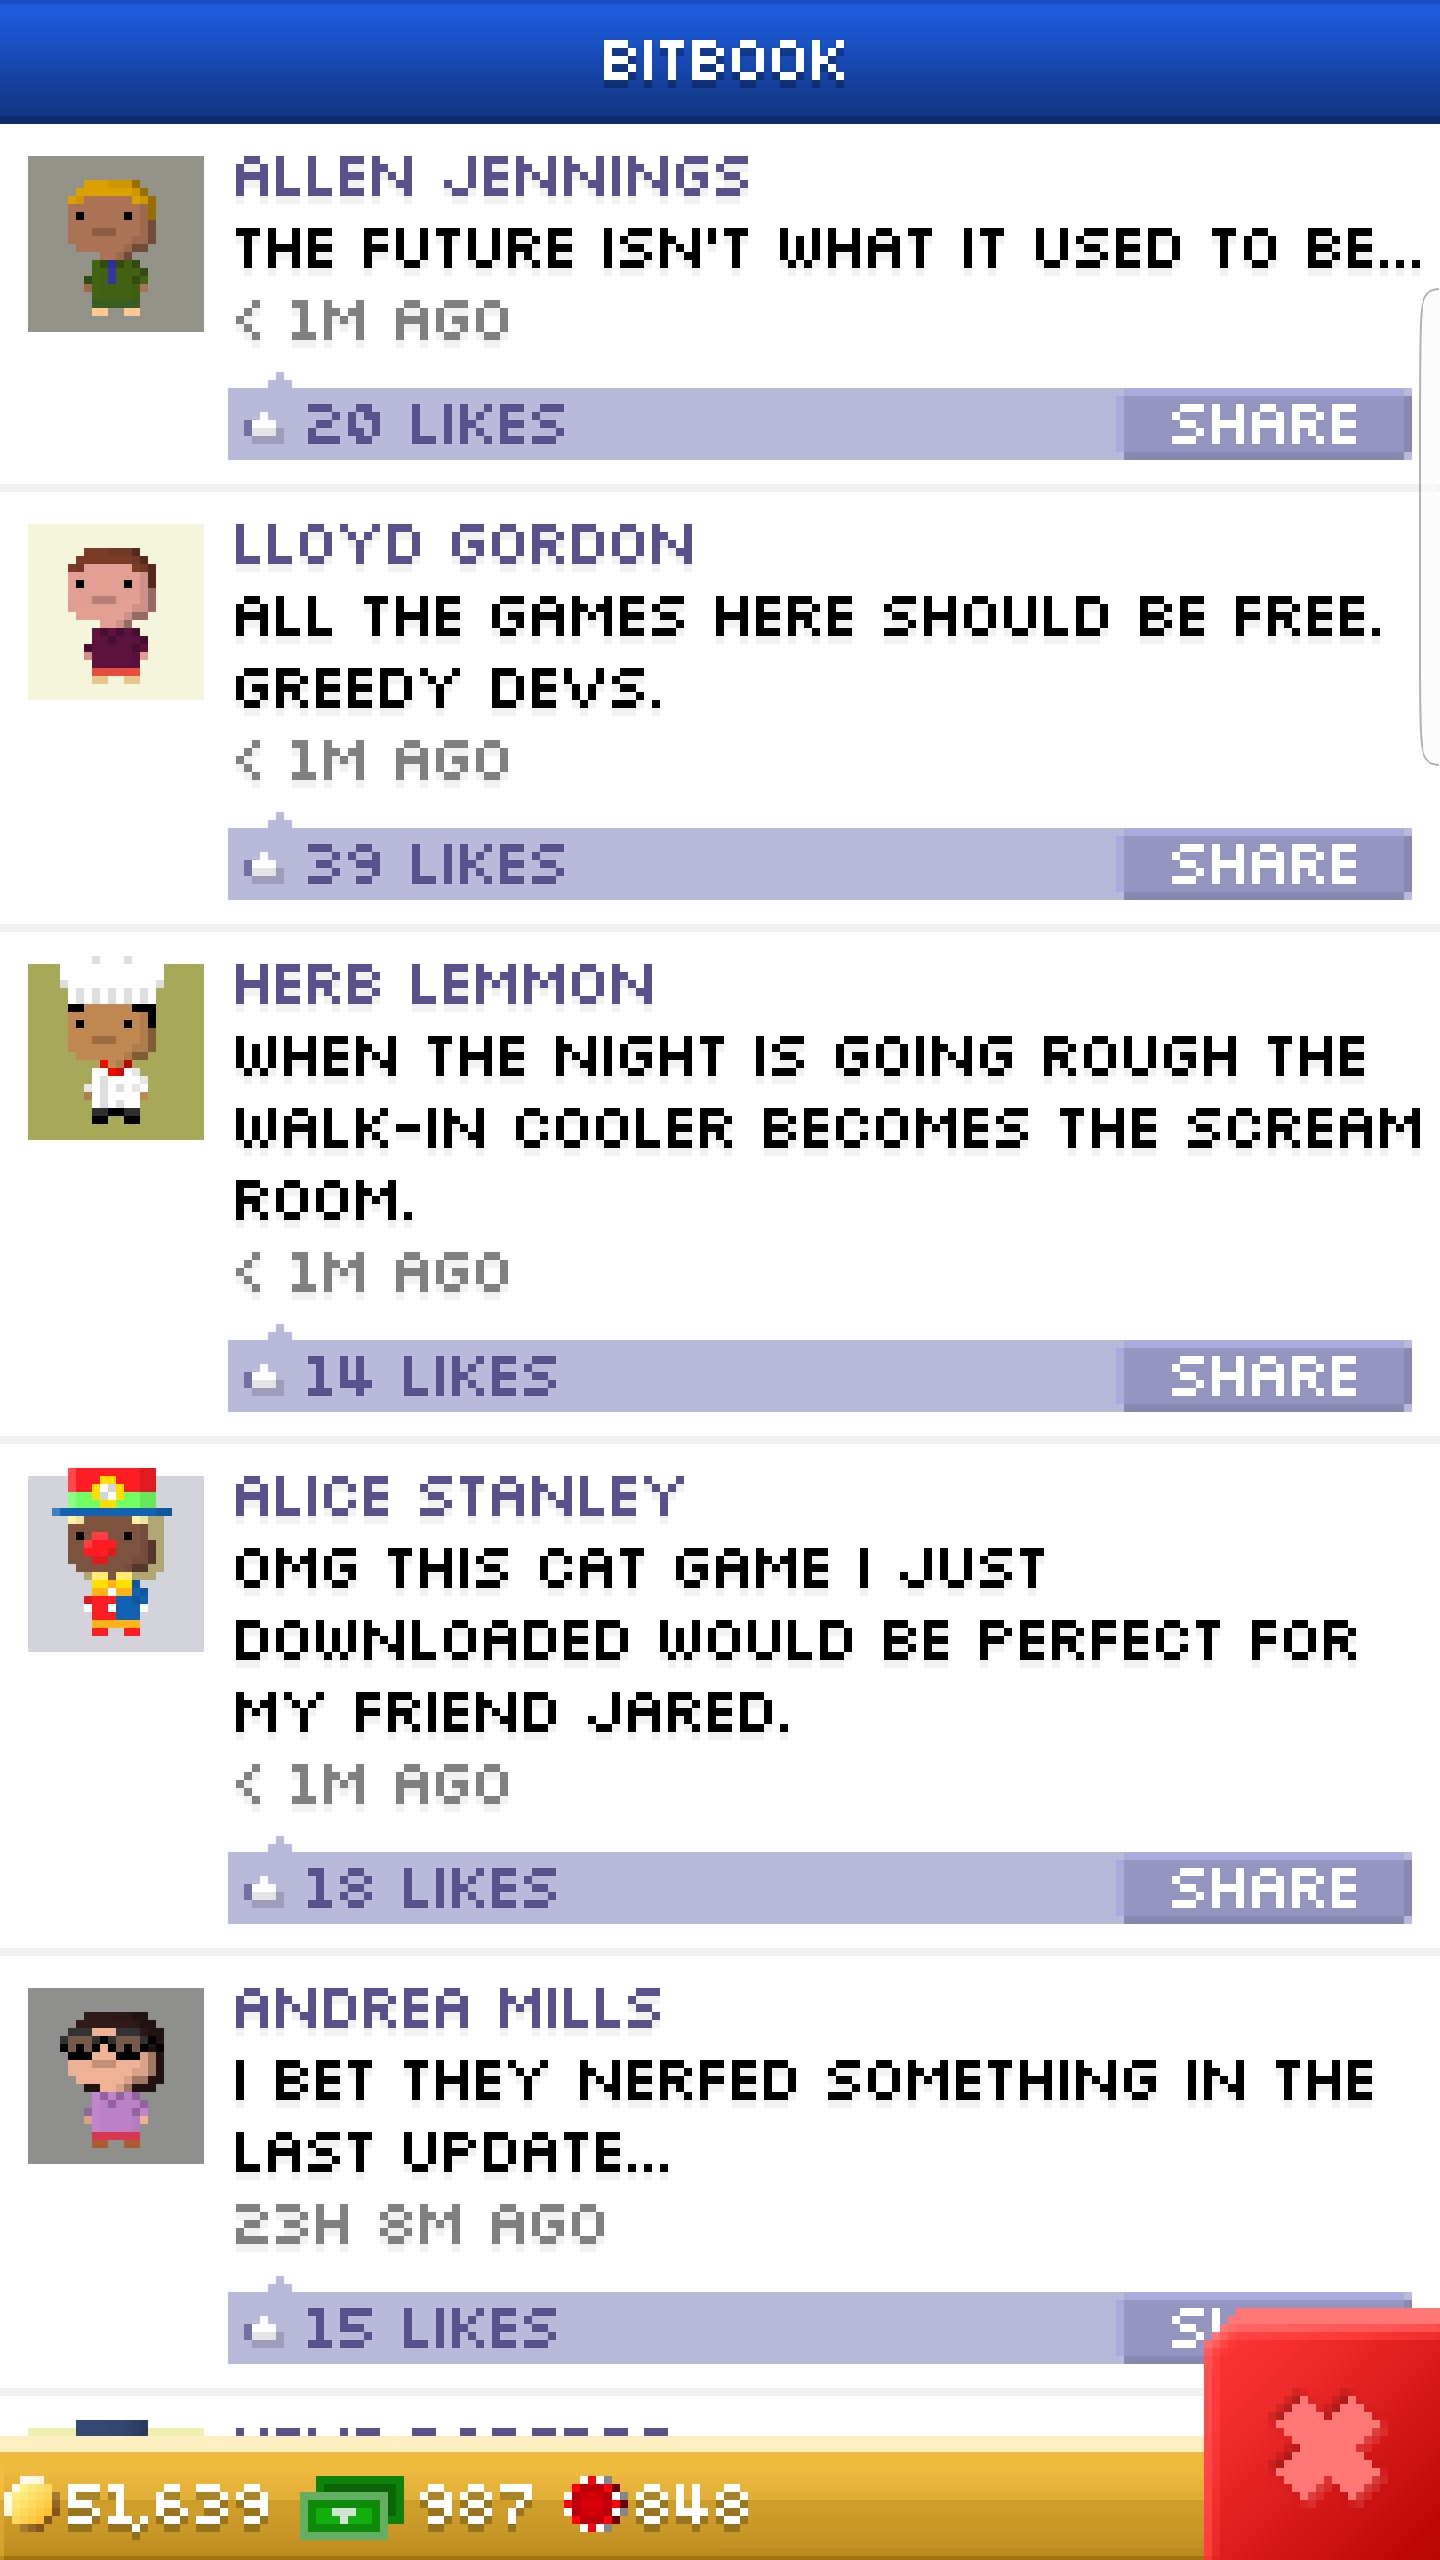 BITBOOK
ALLEN JENNINGS
THE FUTURE ISN'T WHAT IT USED TO BE...
< 1M AGO
20 LIKES SHARE
LLOYD GORDON
ALL THE GAMES HERE SHOULD BE FREE.
GREEDY DEVS.
< 1M AGO
39 LIKES SHARE
HERB LEMMON
WHEN THE NIGHT IS GOING ROUGH THE
WALK-IN COOLER BECOMES THE SCREAM
ROOM.
< 1M AGO
14 LIKES SHARE
ALICE STANLEY
OMG THIS CAT GAME I JUST
DOWNLOADED WOULD BE PERFECT FOR
MY FRIEND JARED.
< 1M AGO
18 LIKES SHARE
ANDREA MILLS
I BET THEY NERFED SOMETHING IN THE
LAST UPDATE...
23H 8M AGO
15 LIKES
51,639 987 848